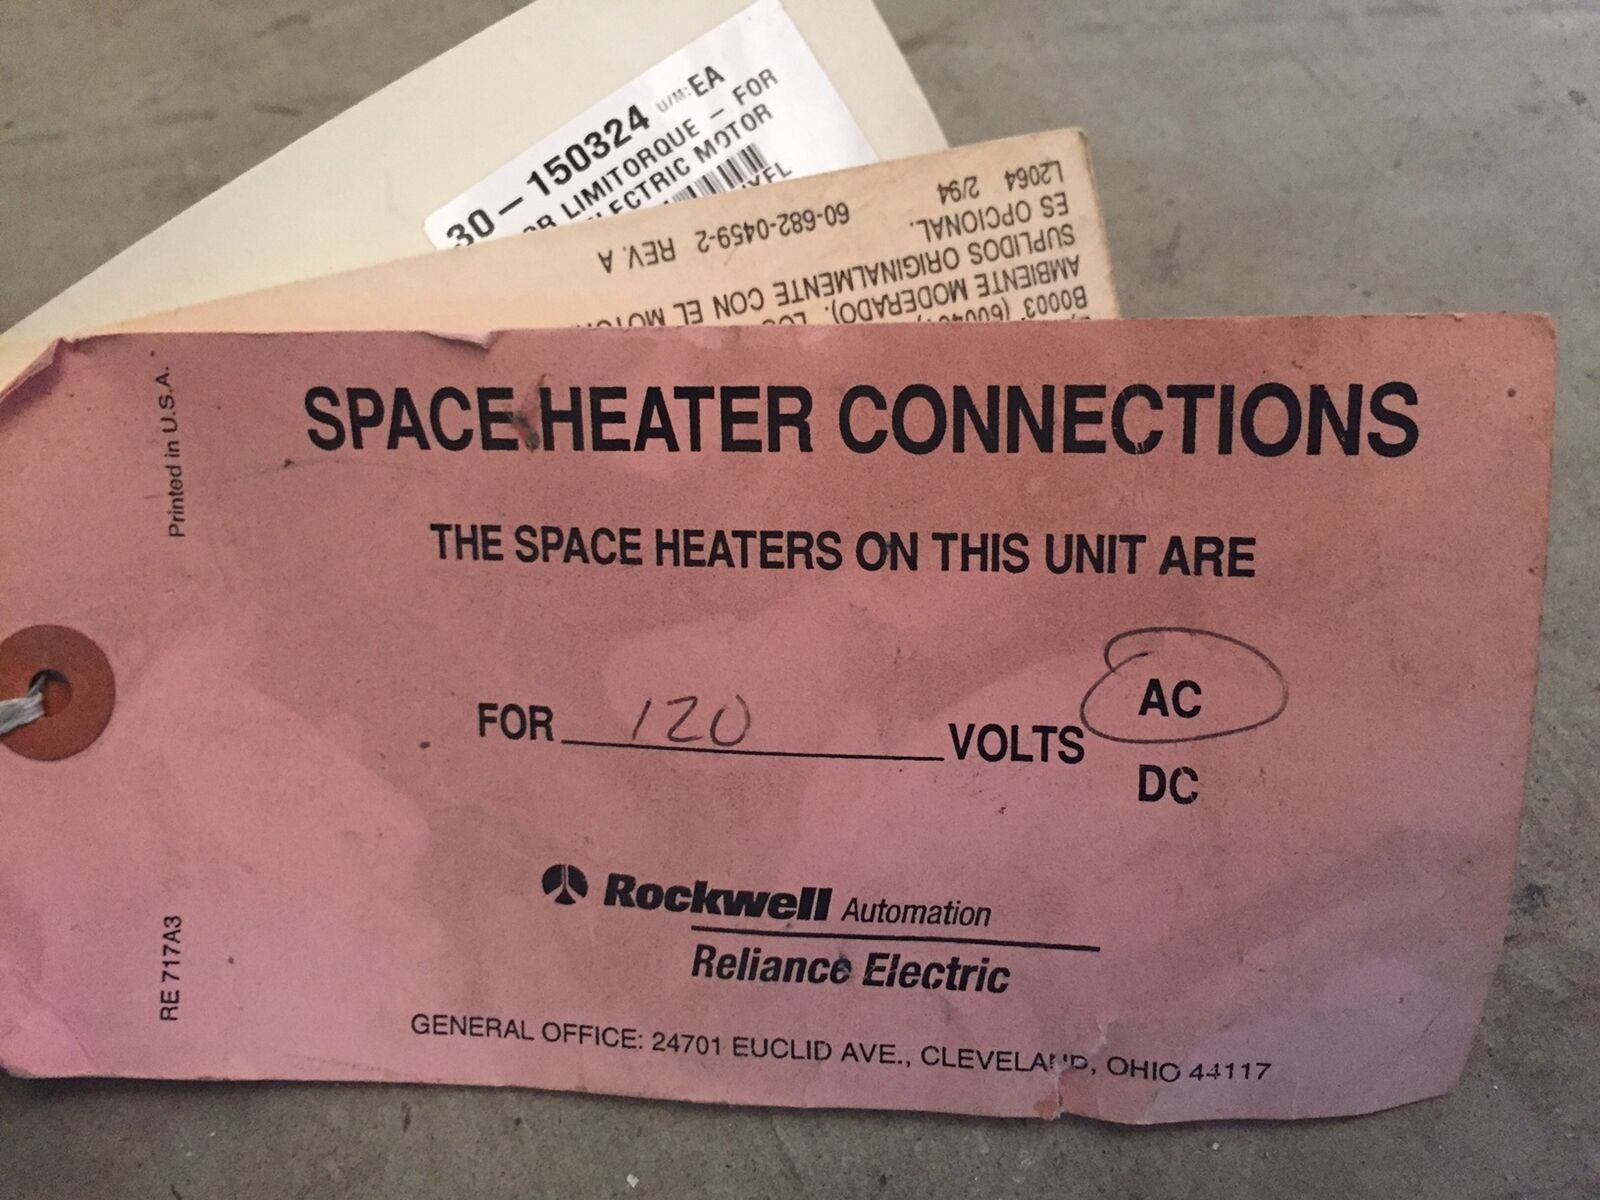 30-150324 U/M:EA
LIMITORQUE - FOR
ELECTRIC MOTOR
L2064 2/94
60-682-0459-2 REV. A
ES OPCIONAL.
SUPLIDOS ORIGINALMENTE CON EL
AMBIENTE MODERADO).
B0003
SPACE HEATER CONNECTIONS
THE SPACE HEATERS ON THIS UNIT ARE
FOR 120 VOLTS AC
DC
Rockwell Automation
Reliance Electric
GENERAL OFFICE: 24701 EUCLID AVE., CLEVELAND, OHIO 44117
Printed in U.S.A.
RE 717A3